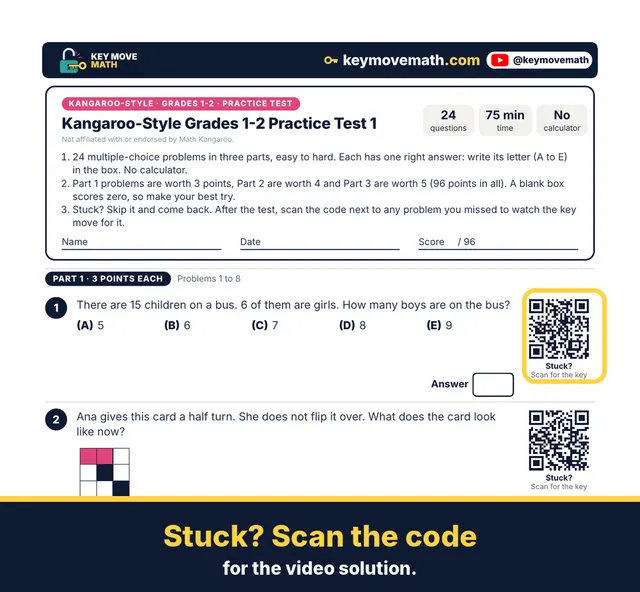 KEY MOVE
MATH
keymovemath.com
@keymovemath
KANGAROO-STYLE · GRADES 1-2 · PRACTICE TEST
Kangaroo-Style Grades 1-2 Practice Test 1
Not affiliated with or endorsed by Math Kangaroo.
24
questions
75 min
time
No
calculator
1. 24 multiple-choice problems in three parts, easy to hard. Each has one right answer: write its letter (A to E)
in the box. No calculator.
2. Part 1 problems are worth 3 points, Part 2 are worth 4 and Part 3 are worth 5 (96 points in all). A blank box
scores zero, so make your best try.
3. Stuck? Skip it and come back. After the test, scan the code next to any problem you missed to watch the key
move for it.
Name Date Score / 96
PART 1 · 3 POINTS EACH Problems 1 to 8
1 There are 15 children on a bus. 6 of them are girls. How many boys are on the bus?
(A) 5 (B) 6 (C) 7 (D) 8 (E) 9
Stuck?
Scan for the key
Answer
2 Ana gives this card a half turn. She does not flip it over. What does the card look
like now?
Stuck?
Scan for the key
Stuck? Scan the code
for the video solution.